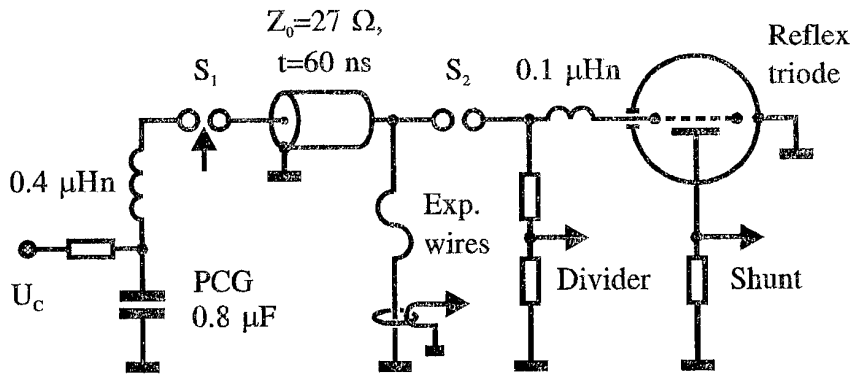 Z₀=27 Ω,
t=60 ns
S₁
S₂
0.1 μHn
Reflex
triode
0.4 μHn
Exp.
wires
U_C
PCG
0.8 μF
Divider
Shunt